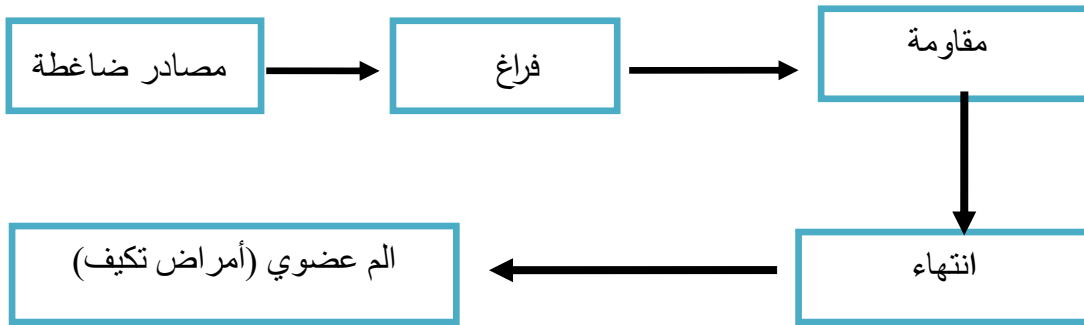 مصادر ضاغطة
فراغ
مقاومة
انتهاء
الم عضوي (أمراض تكيف)